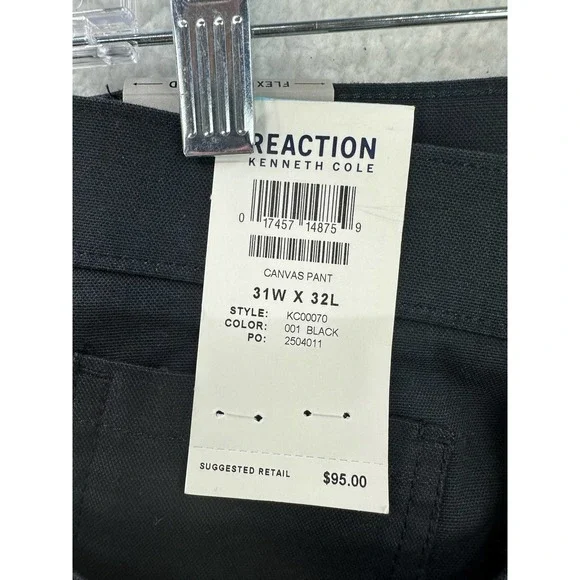 FLEX
REACTION
KENNETH COLE
0 17457 14875 9
CANVAS PANT
31W X 32L
STYLE: KC00070
COLOR: 001 BLACK
PO: 2504011
SUGGESTED RETAIL $95.00